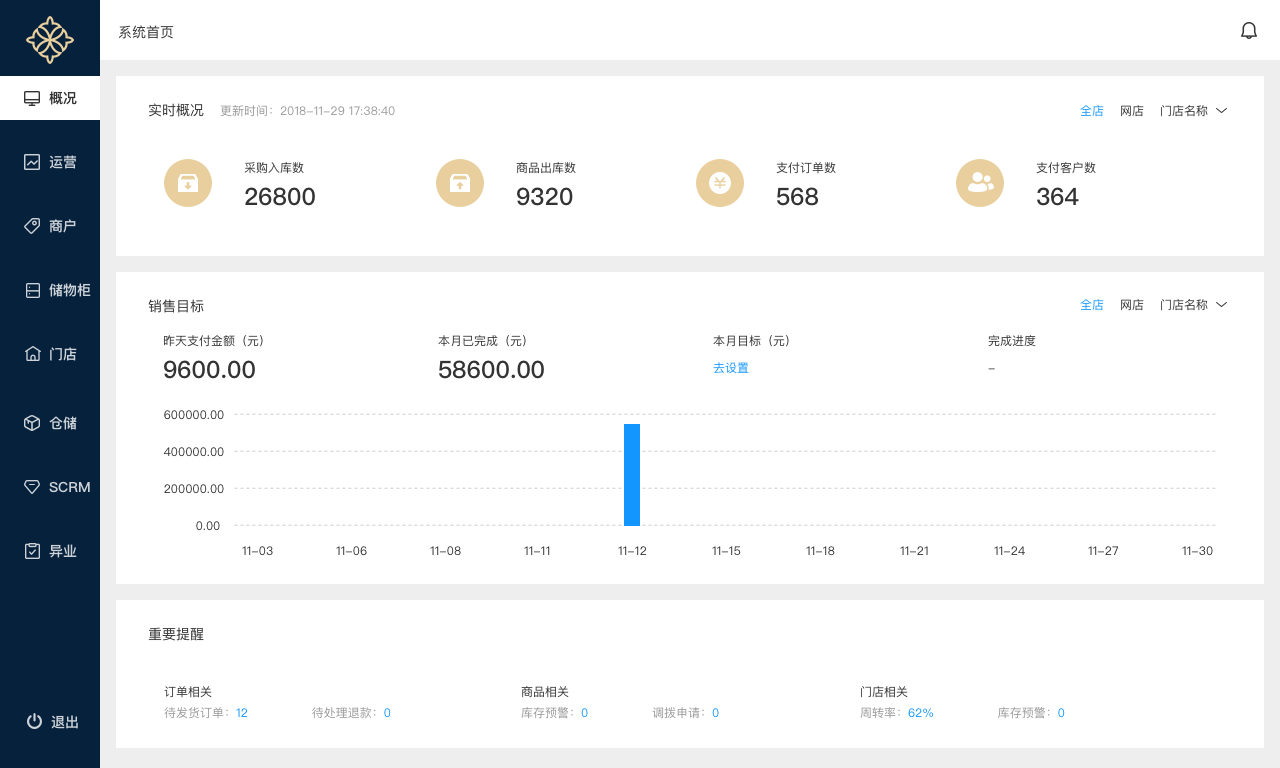 系统首页
概况
运营
商户
储物柜
门店
仓储
SCRM
异业
退出
实时概况 更新时间：2018-11-29 17:38:40 全店 网店 门店名称
采购入库数 商品出库数 支付订单数 支付客户数
26800 9320 568 364
销售目标 全店 网店 门店名称
昨天支付金额（元） 本月已完成（元） 本月目标（元） 完成进度
9600.00 58600.00 去设置 –
600000.00
400000.00
200000.00
0.00
11-03 11-06 11-08 11-11 11-12 11-15 11-18 11-21 11-24 11-27 11-30
重要提醒
订单相关 商品相关 门店相关
待发货订单：12 待处理退款：0 库存预警：0 调拨申请：0 周转率：62% 库存预警：0